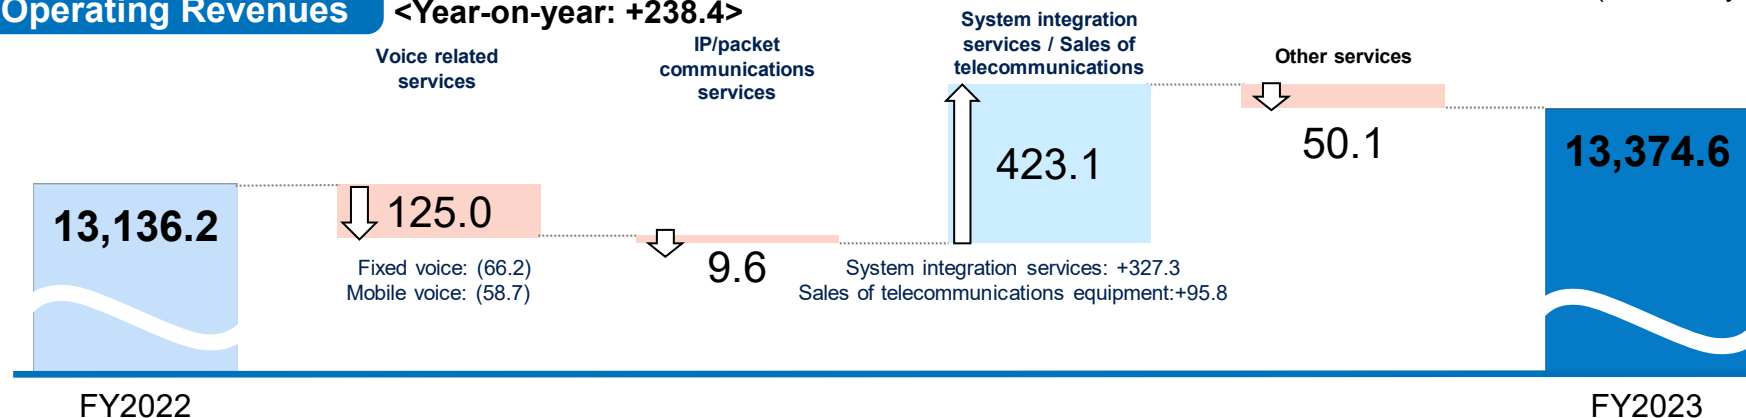 Operating Revenues
<Year-on-year: +238.4>
Voice related
services
IP/packet
communications
services
System integration
services / Sales of
telecommunications
Other services
13,136.2
125.0
Fixed voice: (66.2)
Mobile voice: (58.7)
9.6
423.1
System integration services: +327.3
Sales of telecommunications equipment:+95.8
50.1
13,374.6
FY2022
FY2023